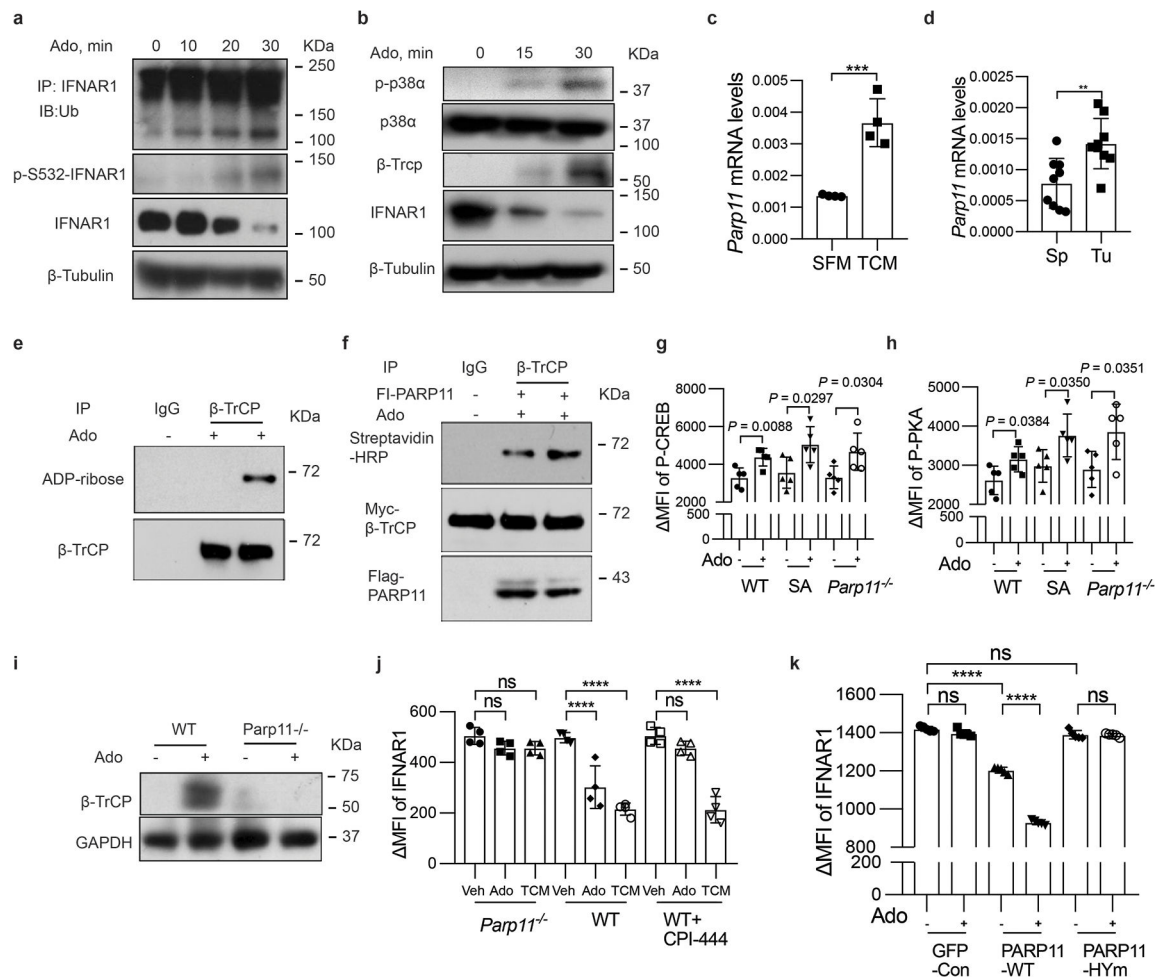 a
Ado, min 0 10 20 30 KDa
IP: IFNAR1
IB:Ub
250
150
100
p-S532-IFNAR1
150
IFNAR1
100
β-Tubulin
50
b
Ado, min 0 15 30 KDa
p-p38α
37
p38α
37
100
β-Trcp
50
150
IFNAR1
100
β-Tubulin
50
c
Parp11 mRNA levels
***
0.005
0.004
0.003
0.002
0.001
0.000
SFM TCM
d
Parp11 mRNA levels
**
0.0025
0.0020
0.0015
0.0010
0.0005
0.0000
Sp Tu
e
IP IgG β-TrCP
Ado - + + KDa
ADP-ribose
72
β-TrCP
72
f
IP IgG β-TrCP
Fl-PARP11 - + +
Ado - + + KDa
Streptavidin
-HRP
72
Myc-
β-TrCP
72
Flag-
PARP11
43
g
ΔMFI of P-CREB
P = 0.0304
P = 0.0297
P = 0.0088
8000
6000
4000
2000
500
0
Ado - + - + - +
WT SA Parp11-/-
h
ΔMFI of P-PKA
P = 0.0351
P = 0.0350
P = 0.0384
5000
4000
3000
2000
500
0
Ado - + - + - +
WT SA Parp11-/-
i
WT Parp11-/-
Ado - + - + KDa
75
β-TrCP
50
GAPDH
37
j
ΔMFI of IFNAR1
ns **** ****
ns **** ns
600
400
200
0
Veh Ado TCM Veh Ado TCM Veh Ado TCM
Parp11-/- WT WT+
CPI-444
k
ΔMFI of IFNAR1
ns
****
ns **** ns
1600
1400
1200
1000
800
200
0
Ado - + - + - +
GFP PARP11 PARP11
-Con -WT -HYm